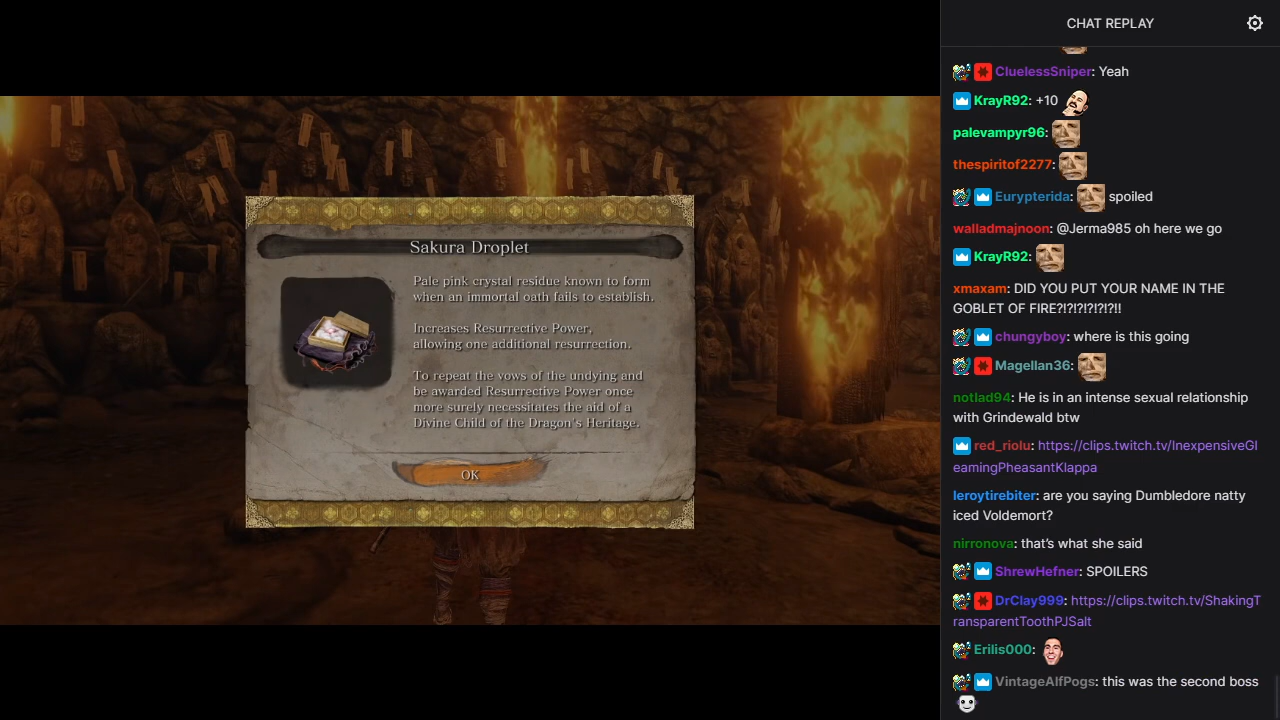 Sakura Droplet
Pale pink crystal residue known to form
when an immortal oath fails to establish.
Increases Resurrective Power,
allowing one additional resurrection.
To repeat the vows of the undying and
be awarded Resurrective Power once
more surely necessitates the aid of a
Divine Child of the Dragon's Heritage.
OK
CHAT REPLAY
CluelessSniper: Yeah
KrayR92: +10
palevampyr96:
thespiritof2277:
Eurypterida: spoiled
walladmajnoon: @Jerma985 oh here we go
KrayR92:
xmaxam: DID YOU PUT YOUR NAME IN THE
GOBLET OF FIRE?!?!?!?!?!?!!
chungyboy: where is this going
Magellan36:
notlad94: He is in an intense sexual relationship
with Grindewald btw
red_riolu: https://clips.twitch.tv/InexpensiveGl
eamingPheasantKlappa
leroytirebiter: are you saying Dumbledore natty
iced Voldemort?
nirronova: that's what she said
ShrewHefner: SPOILERS
DrClay999: https://clips.twitch.tv/ShakingT
ransparentToothPJSalt
Erilis000:
VintageAlfPogs: this was the second boss